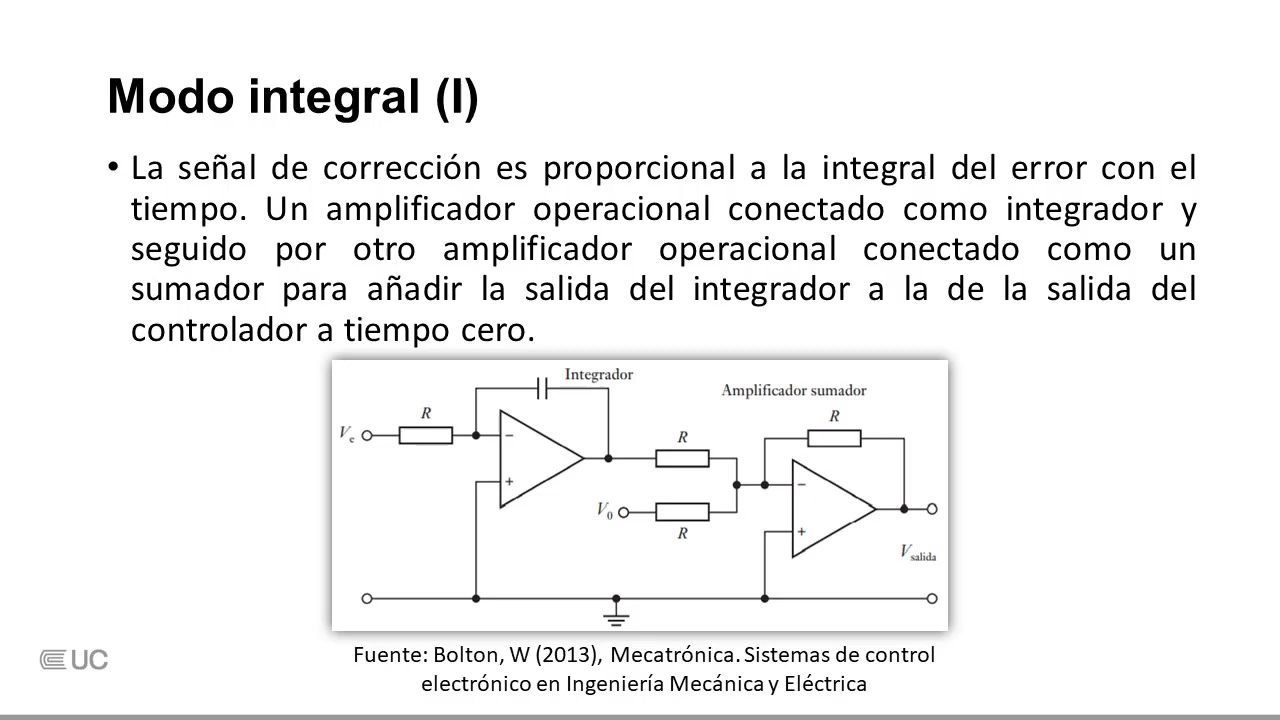 Modo integral (I)
• La señal de corrección es proporcional a la integral del error con el
tiempo. Un amplificador operacional conectado como integrador y
seguido por otro amplificador operacional conectado como un
sumador para añadir la salida del integrador a la de la salida del
controlador a tiempo cero.
Integrador
Amplificador sumador
R
R
Ve
R
−
−
+
V0
R
+
Vsalida
UC
Fuente: Bolton, W (2013), Mecatrónica. Sistemas de control
electrónico en Ingeniería Mecánica y Eléctrica